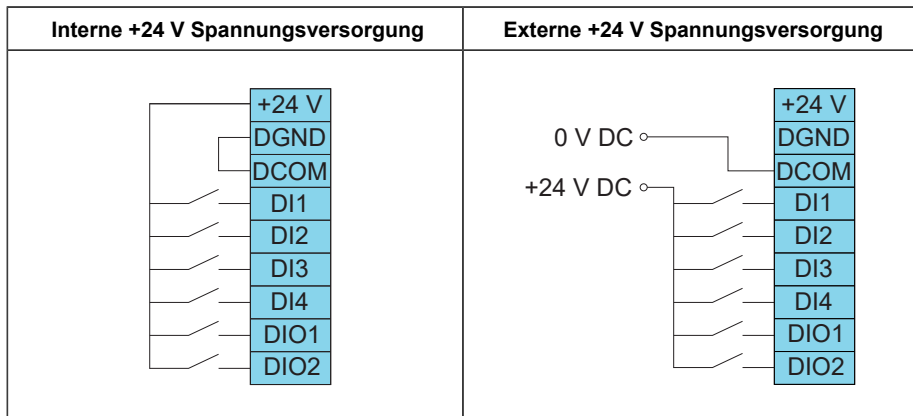 Interne +24 V Spannungsversorgung
Externe +24 V Spannungsversorgung
+24 V
DGND
DCOM
DI1
DI2
DI3
DI4
DIO1
DIO2
0 V DC
+24 V DC
+24 V
DGND
DCOM
DI1
DI2
DI3
DI4
DIO1
DIO2